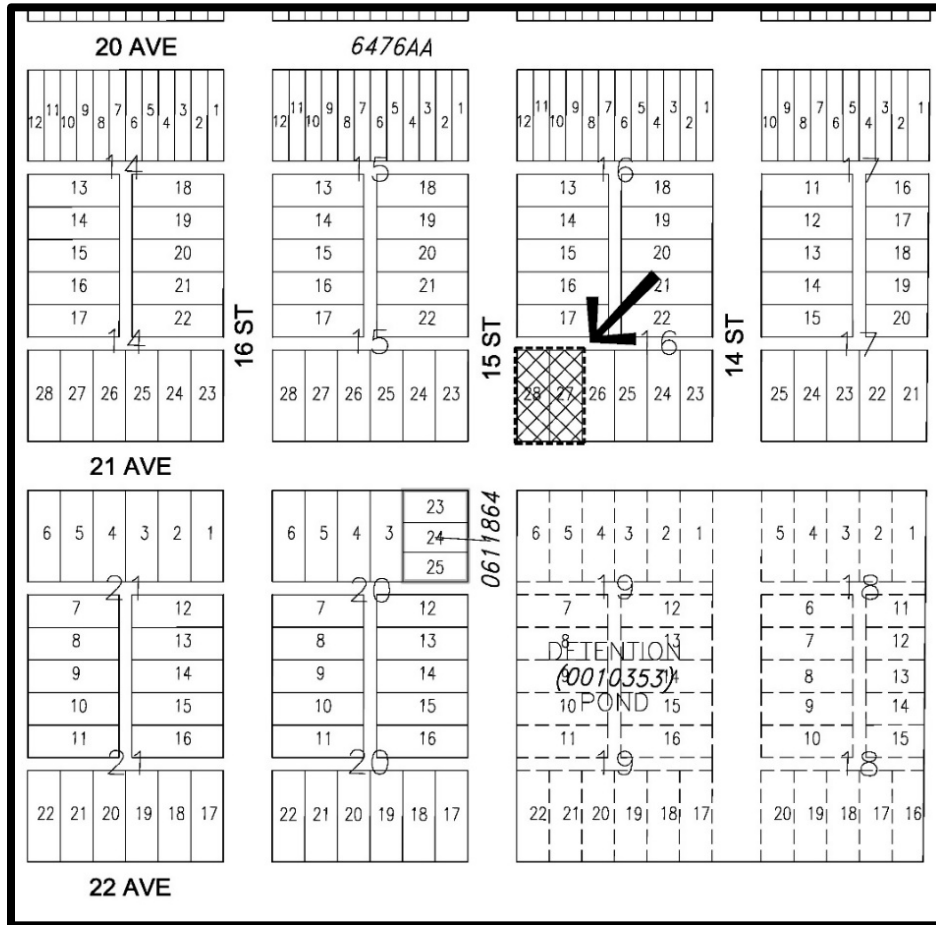 20 AVE 6476AA
12 11 10 9 8 7 6 5 4 3 2 1
12 11 10 9 8 7 6 5 4 3 2 1
12 11 10 9 8 7 6 5 4 3 2 1
10 9 8 7 6 5 4 3 2 1
14 15 16 17
13 18 13 18 13 18 11 16
14 19 14 19 14 19 12 17
15 20 15 20 15 20 13 18
16 21 16 21 16 21 14 19
17 22 17 22 17 22 15 20
14 15 16 17
16 ST
15 ST
14 ST
28 27 26 25 24 23
28 27 26 25 24 23
28 27 26 25 24 23
25 24 23 22 21
21 AVE
6 5 4 3 2 1
6 5 4 3
23
24
25
0611864
6 5 4 3 2 1
5 4 3 2 1
21 20 19 18
7 12 7 12 7 12 6 11
8 13 8 13 8 13 7 12
DETENTION
9 14 9 14 9 14 8 13
(0010353)
10 15 10 15 10 15 9 14
POND
11 16 11 16 11 16 10 15
21 20 19 18
22 21 20 19 18 17
22 21 20 19 18 17
22 21 20 19 18 17
20 19 18 17 16
22 AVE